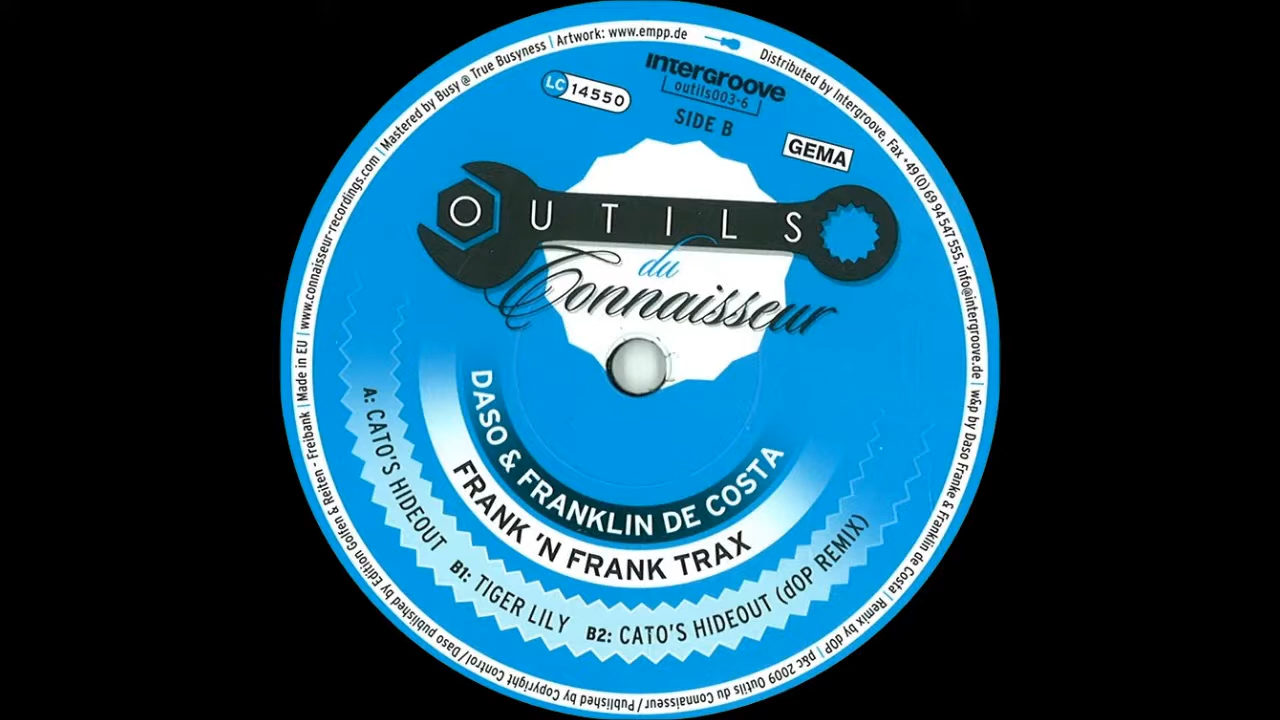 Made in EU | www.connaisseur-recordings.com | Mastered by Busy @ True Busyness | Artwork: www.empp.de
Distributed by Intergroove, Fax +49 (0) 69 94 547 555, info@intergroove.de | w&p by Daso Franke & Franklin de Costa | Remix by dOP | p&c 2009 Outils du Connaisseur / Published by Copyright Control / Daso published by Edition Golfen & Reiten - Freibank
intergroove
outils003-6
LC 14550
SIDE B
GEMA
OUTILS
du
Connaisseur
DASO & FRANKLIN DE COSTA
FRANK 'N FRANK TRAX
A: CATO'S HIDEOUT
B1: TIGER LILY
B2: CATO'S HIDEOUT (dOP REMIX)